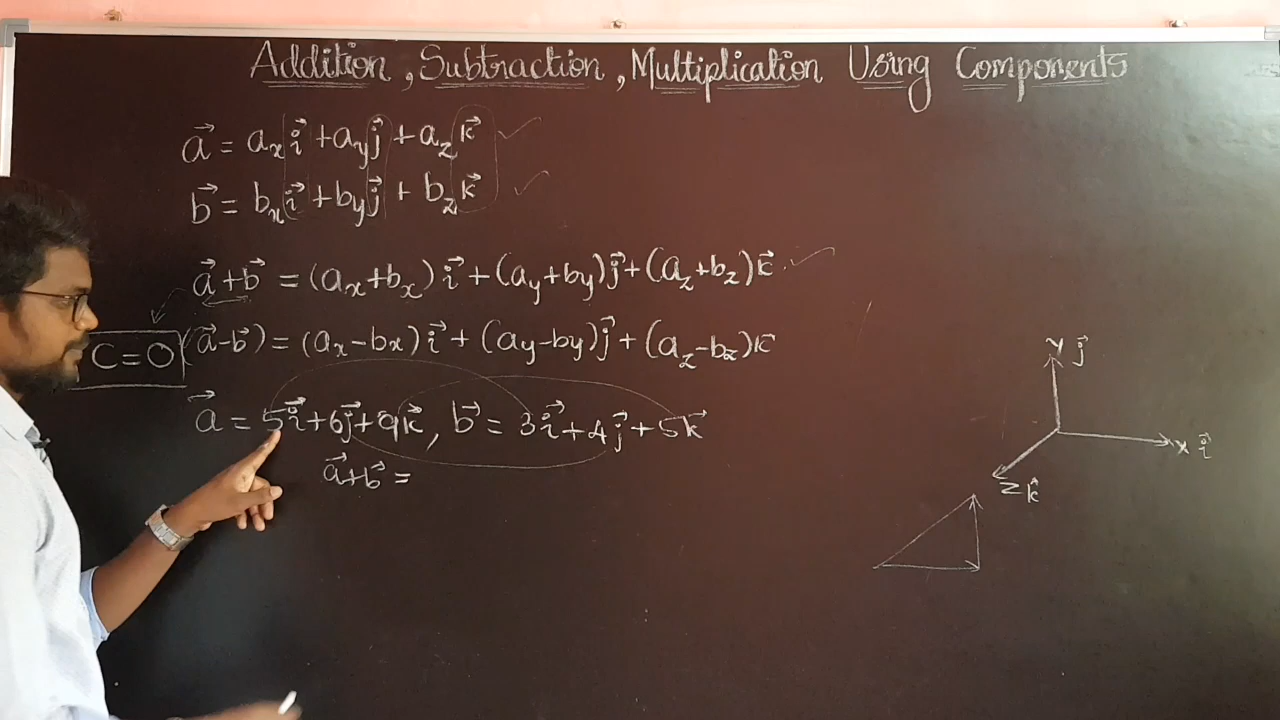 Addition, Subtraction, Multiplication Using Components
a⃗ = aₓ i⃗ + a_y j⃗ + a_z k⃗ ✓
b⃗ = bₓ i⃗ + b_y j⃗ + b_z k⃗ ✓
a⃗ + b⃗ = (aₓ + bₓ) i⃗ + (a_y + b_y) j⃗ + (a_z + b_z) k⃗. ✓
C = 0
(a⃗ - b⃗) = (aₓ - bₓ) i⃗ + (a_y - b_y) j⃗ + (a_z - b_z) k⃗
a⃗ = 5i⃗ + 6j⃗ + 9k⃗, b⃗ = 3i⃗ + 4j⃗ + 5k⃗
a⃗ + b⃗ =
y j⃗
x i⃗
z k⃗